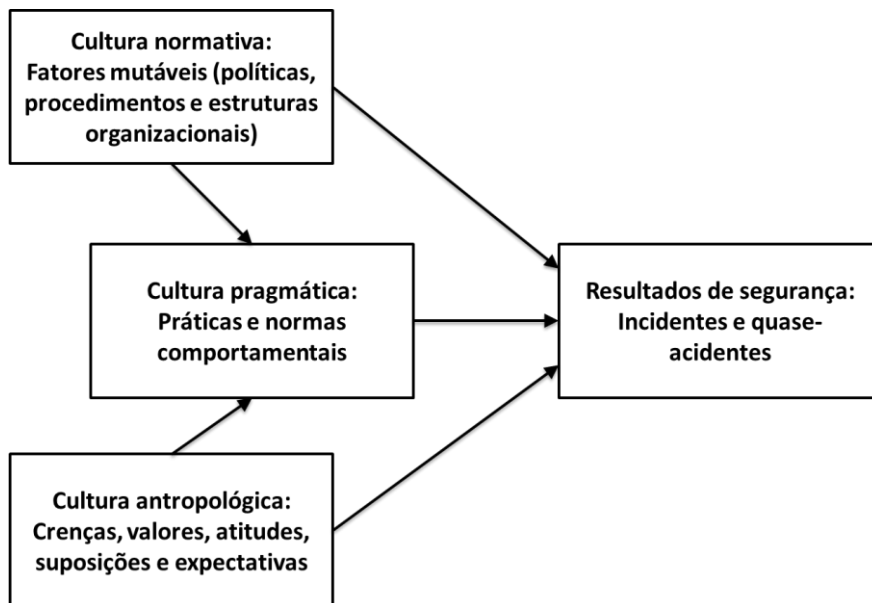 Cultura normativa:
Fatores mutáveis (políticas,
procedimentos e estruturas
organizacionais)
Cultura pragmática:
Práticas e normas
comportamentais
Resultados de segurança:
Incidentes e quase-
acidentes
Cultura antropológica:
Crenças, valores, atitudes,
suposições e expectativas